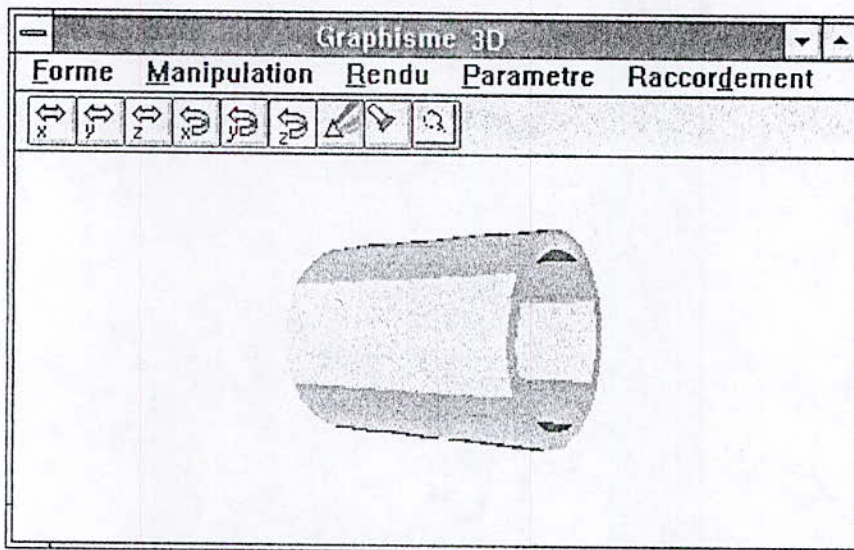 Graphisme 3D
Forme Manipulation Rendu Parametre Raccordement
x y z x y z